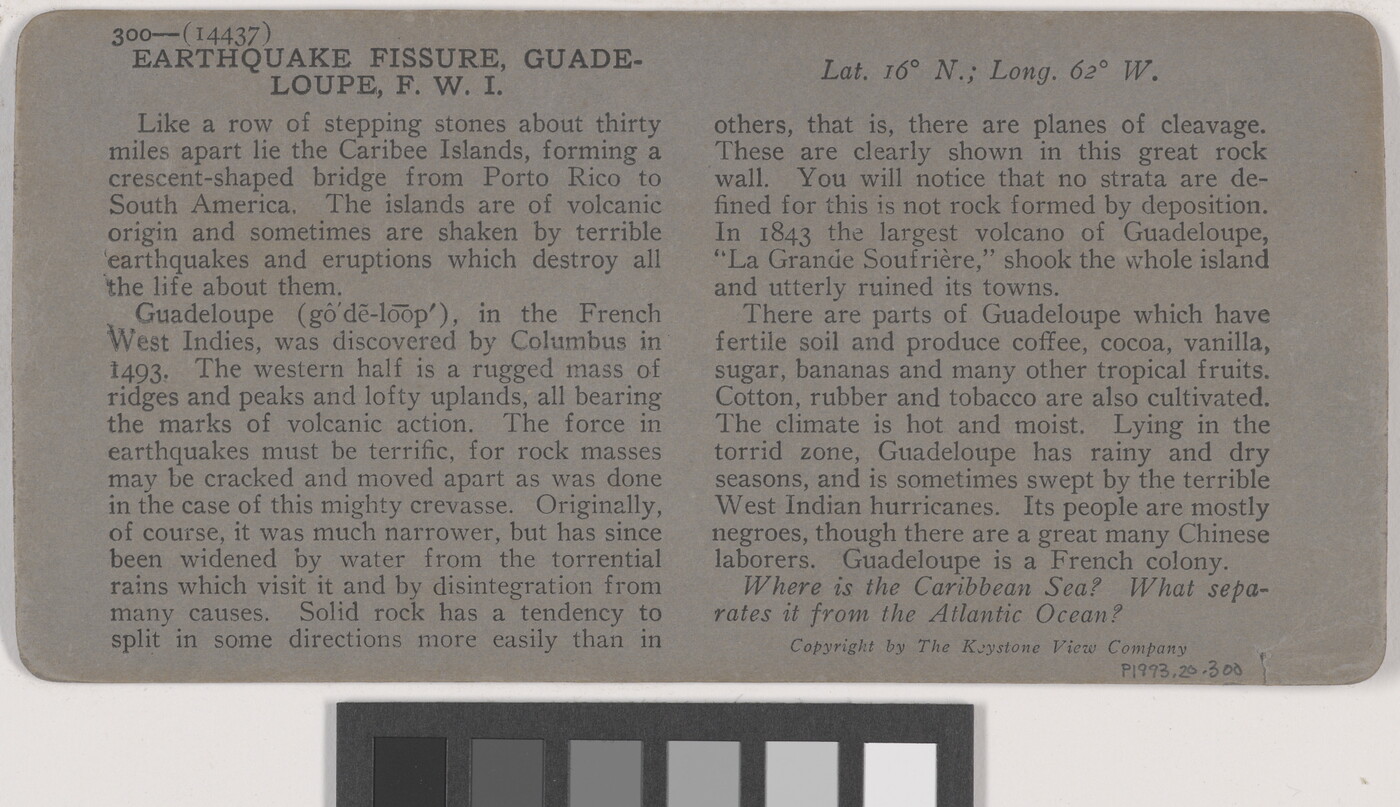 300—(14437)
EARTHQUAKE FISSURE, GUADE-
LOUPE, F. W. I.
Like a row of stepping stones about thirty
miles apart lie the Caribee Islands, forming a
crescent-shaped bridge from Porto Rico to
South America. The islands are of volcanic
origin and sometimes are shaken by terrible
earthquakes and eruptions which destroy all
the life about them.
Guadeloupe (gô′dẽ-lo͞op′), in the French
West Indies, was discovered by Columbus in
1493. The western half is a rugged mass of
ridges and peaks and lofty uplands, all bearing
the marks of volcanic action. The force in
earthquakes must be terrific, for rock masses
may be cracked and moved apart as was done
in the case of this mighty crevasse. Originally,
of course, it was much narrower, but has since
been widened by water from the torrential
rains which visit it and by disintegration from
many causes. Solid rock has a tendency to
split in some directions more easily than in
Lat. 16° N.; Long. 62° W.
others, that is, there are planes of cleavage.
These are clearly shown in this great rock
wall. You will notice that no strata are de-
fined for this is not rock formed by deposition.
In 1843 the largest volcano of Guadeloupe,
“La Grande Soufrière,” shook the whole island
and utterly ruined its towns.
There are parts of Guadeloupe which have
fertile soil and produce coffee, cocoa, vanilla,
sugar, bananas and many other tropical fruits.
Cotton, rubber and tobacco are also cultivated.
The climate is hot and moist. Lying in the
torrid zone, Guadeloupe has rainy and dry
seasons, and is sometimes swept by the terrible
West Indian hurricanes. Its people are mostly
negroes, though there are a great many Chinese
laborers. Guadeloupe is a French colony.
Where is the Caribbean Sea? What sepa-
rates it from the Atlantic Ocean?
Copyright by The Keystone View Company
P1993.20.300